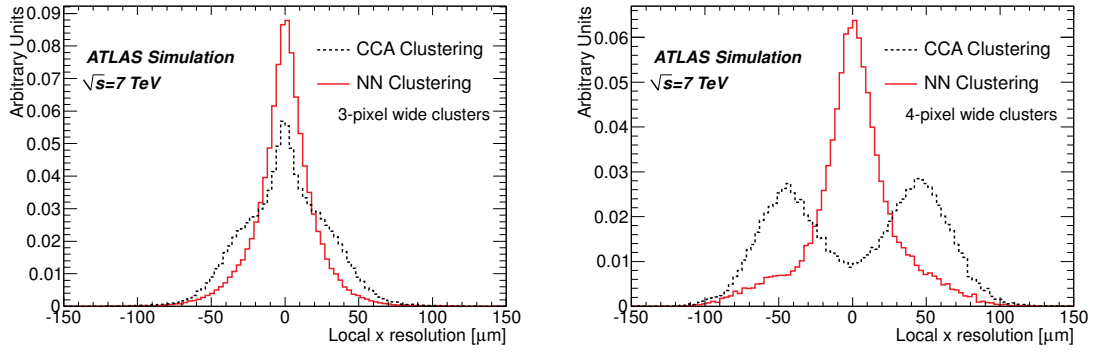 Arbitrary Units
0.09
0.08
0.07
0.06
0.05
0.04
0.03
0.02
0.01
0
ATLAS Simulation
√s=7 TeV
CCA Clustering
NN Clustering
3-pixel wide clusters
-150 -100 -50 0 50 100 150
Local x resolution [μm]
Arbitrary Units
0.06
0.05
0.04
0.03
0.02
0.01
0
ATLAS Simulation
√s=7 TeV
CCA Clustering
NN Clustering
4-pixel wide clusters
-150 -100 -50 0 50 100 150
Local x resolution [μm]